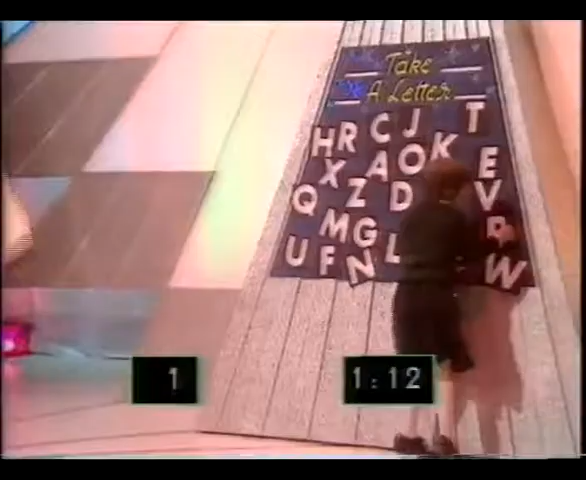 Take
A Letter
H R C J T
X A O K E
Q Z D V
M G P
U F N L W
1 1:12